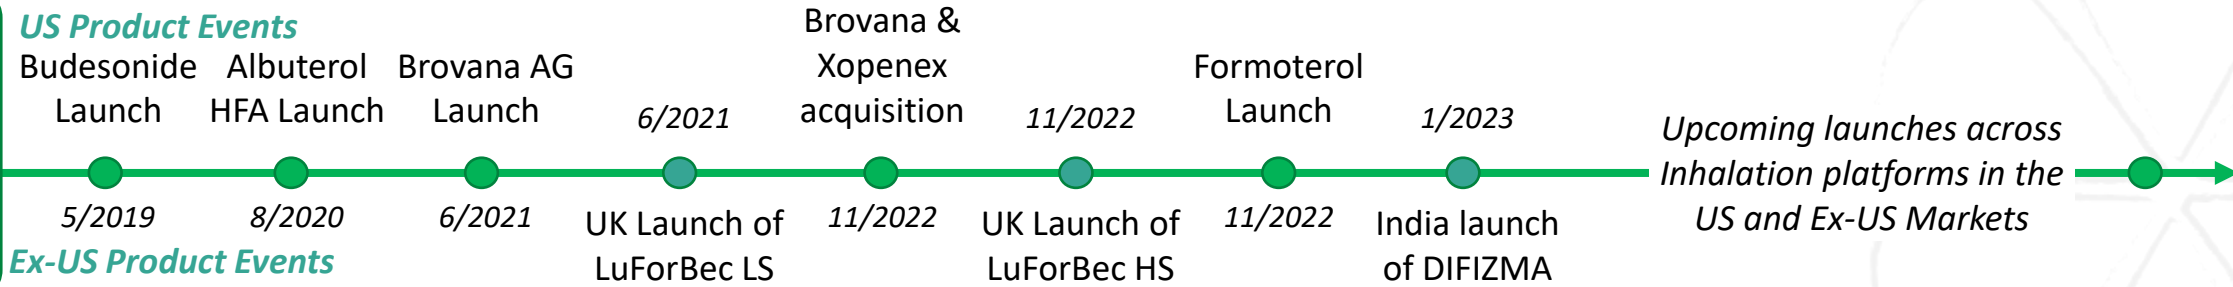 US Product Events
Budesonide
Launch
5/2019
Albuterol
HFA Launch
8/2020
Brovana AG
Launch
6/2021
6/2021
UK Launch of
LuForBec LS
Brovana &
Xopenex
acquisition
11/2022
11/2022
UK Launch of
LuForBec HS
Formoterol
Launch
11/2022
1/2023
India launch
of DIFIZMA
Upcoming launches across
Inhalation platforms in the
US and Ex-US Markets
Ex-US Product Events